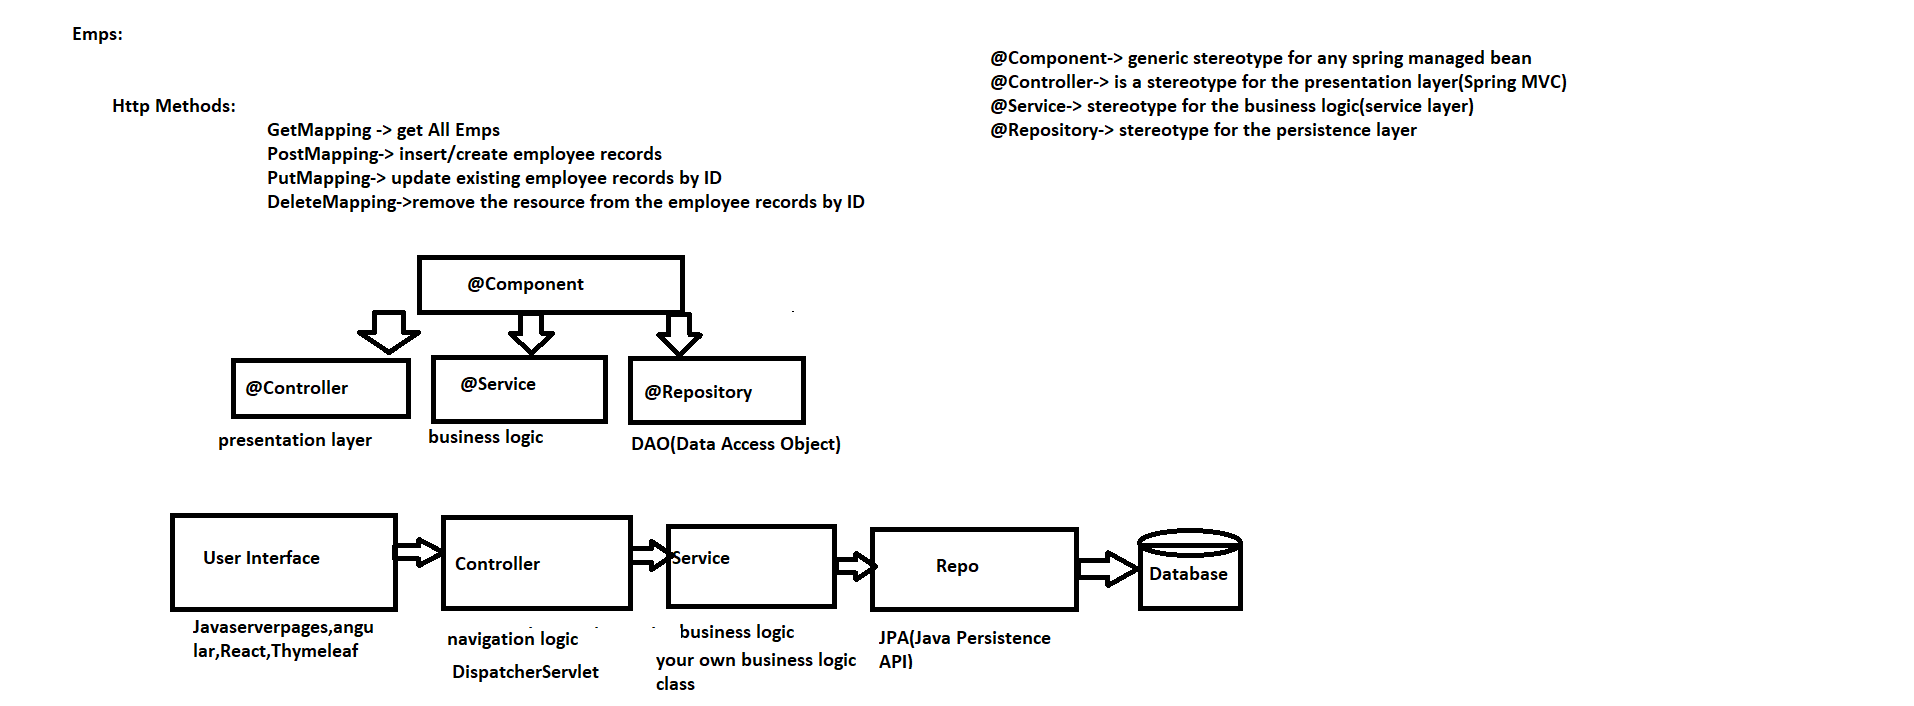 Emps:
@Component-> generic stereotype for any spring managed bean
@Controller-> is a stereotype for the presentation layer(Spring MVC)
@Service-> stereotype for the business logic(service layer)
@Repository-> stereotype for the persistence layer
Http Methods:
GetMapping -> get All Emps
PostMapping-> insert/create employee records
PutMapping-> update existing employee records by ID
DeleteMapping->remove the resource from the employee records by ID
@Component
@Controller
@Service
@Repository
presentation layer
business logic
DAO(Data Access Object)
User Interface
Controller
Service
Repo
Database
Javaserverpages,angu
lar,React,Thymeleaf
navigation logic
DispatcherServlet
business logic
your own business logic
class
JPA(Java Persistence
API)